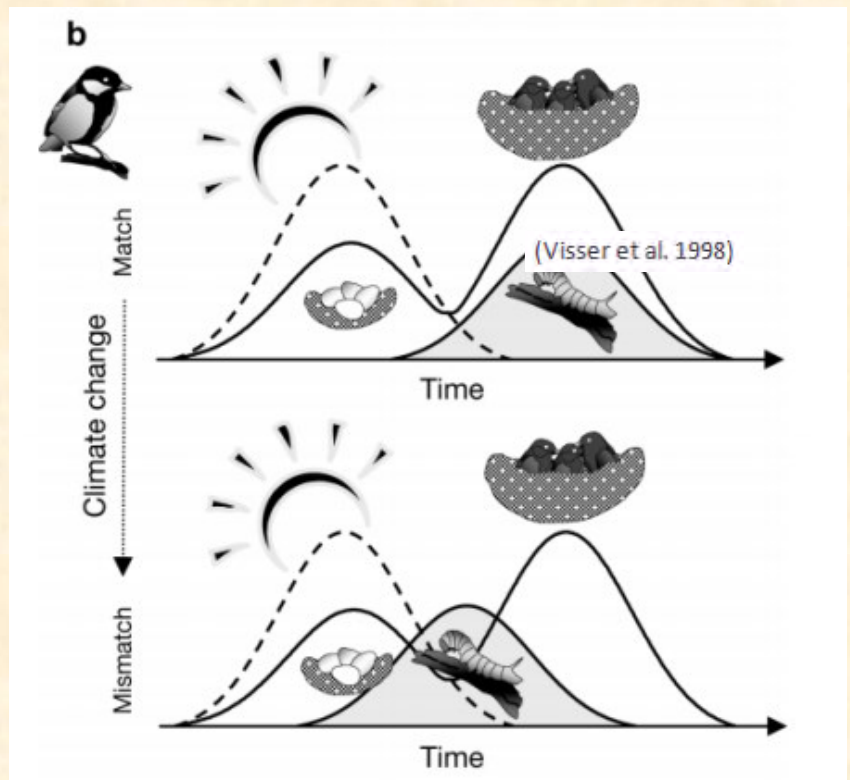 b
Match
(Visser et al. 1998)
Time
Climate change
Mismatch
Time